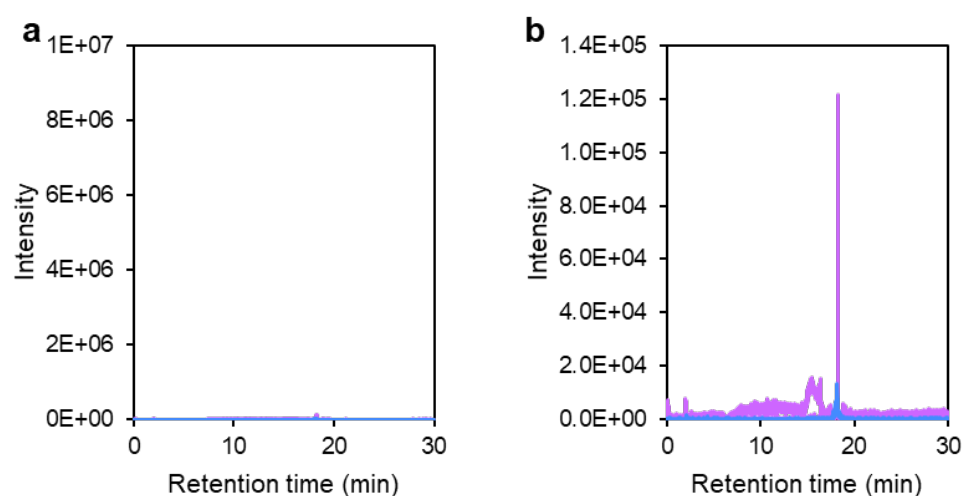 a
1E+07
8E+06
6E+06
4E+06
2E+06
0E+00
Intensity
0 10 20 30
Retention time (min)
b
1.4E+05
1.2E+05
1.0E+05
8.0E+04
6.0E+04
4.0E+04
2.0E+04
0.0E+00
Intensity
0 10 20 30
Retention time (min)